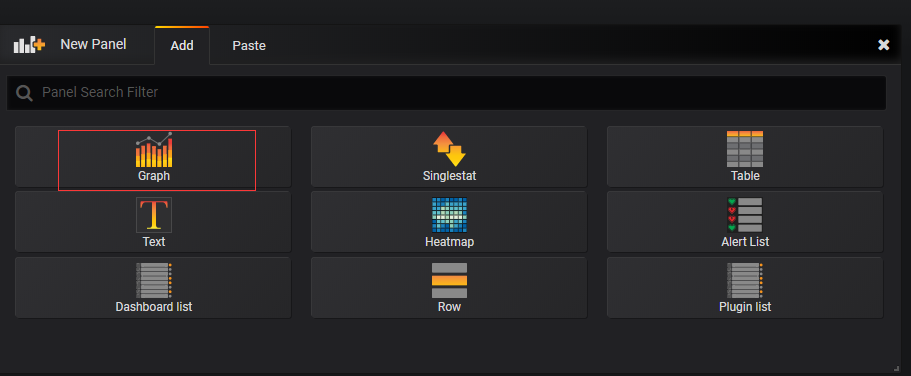 New Panel
Add
Paste
Panel Search Filter
Graph
Singlestat
Table
Text
Heatmap
Alert List
Dashboard list
Row
Plugin list